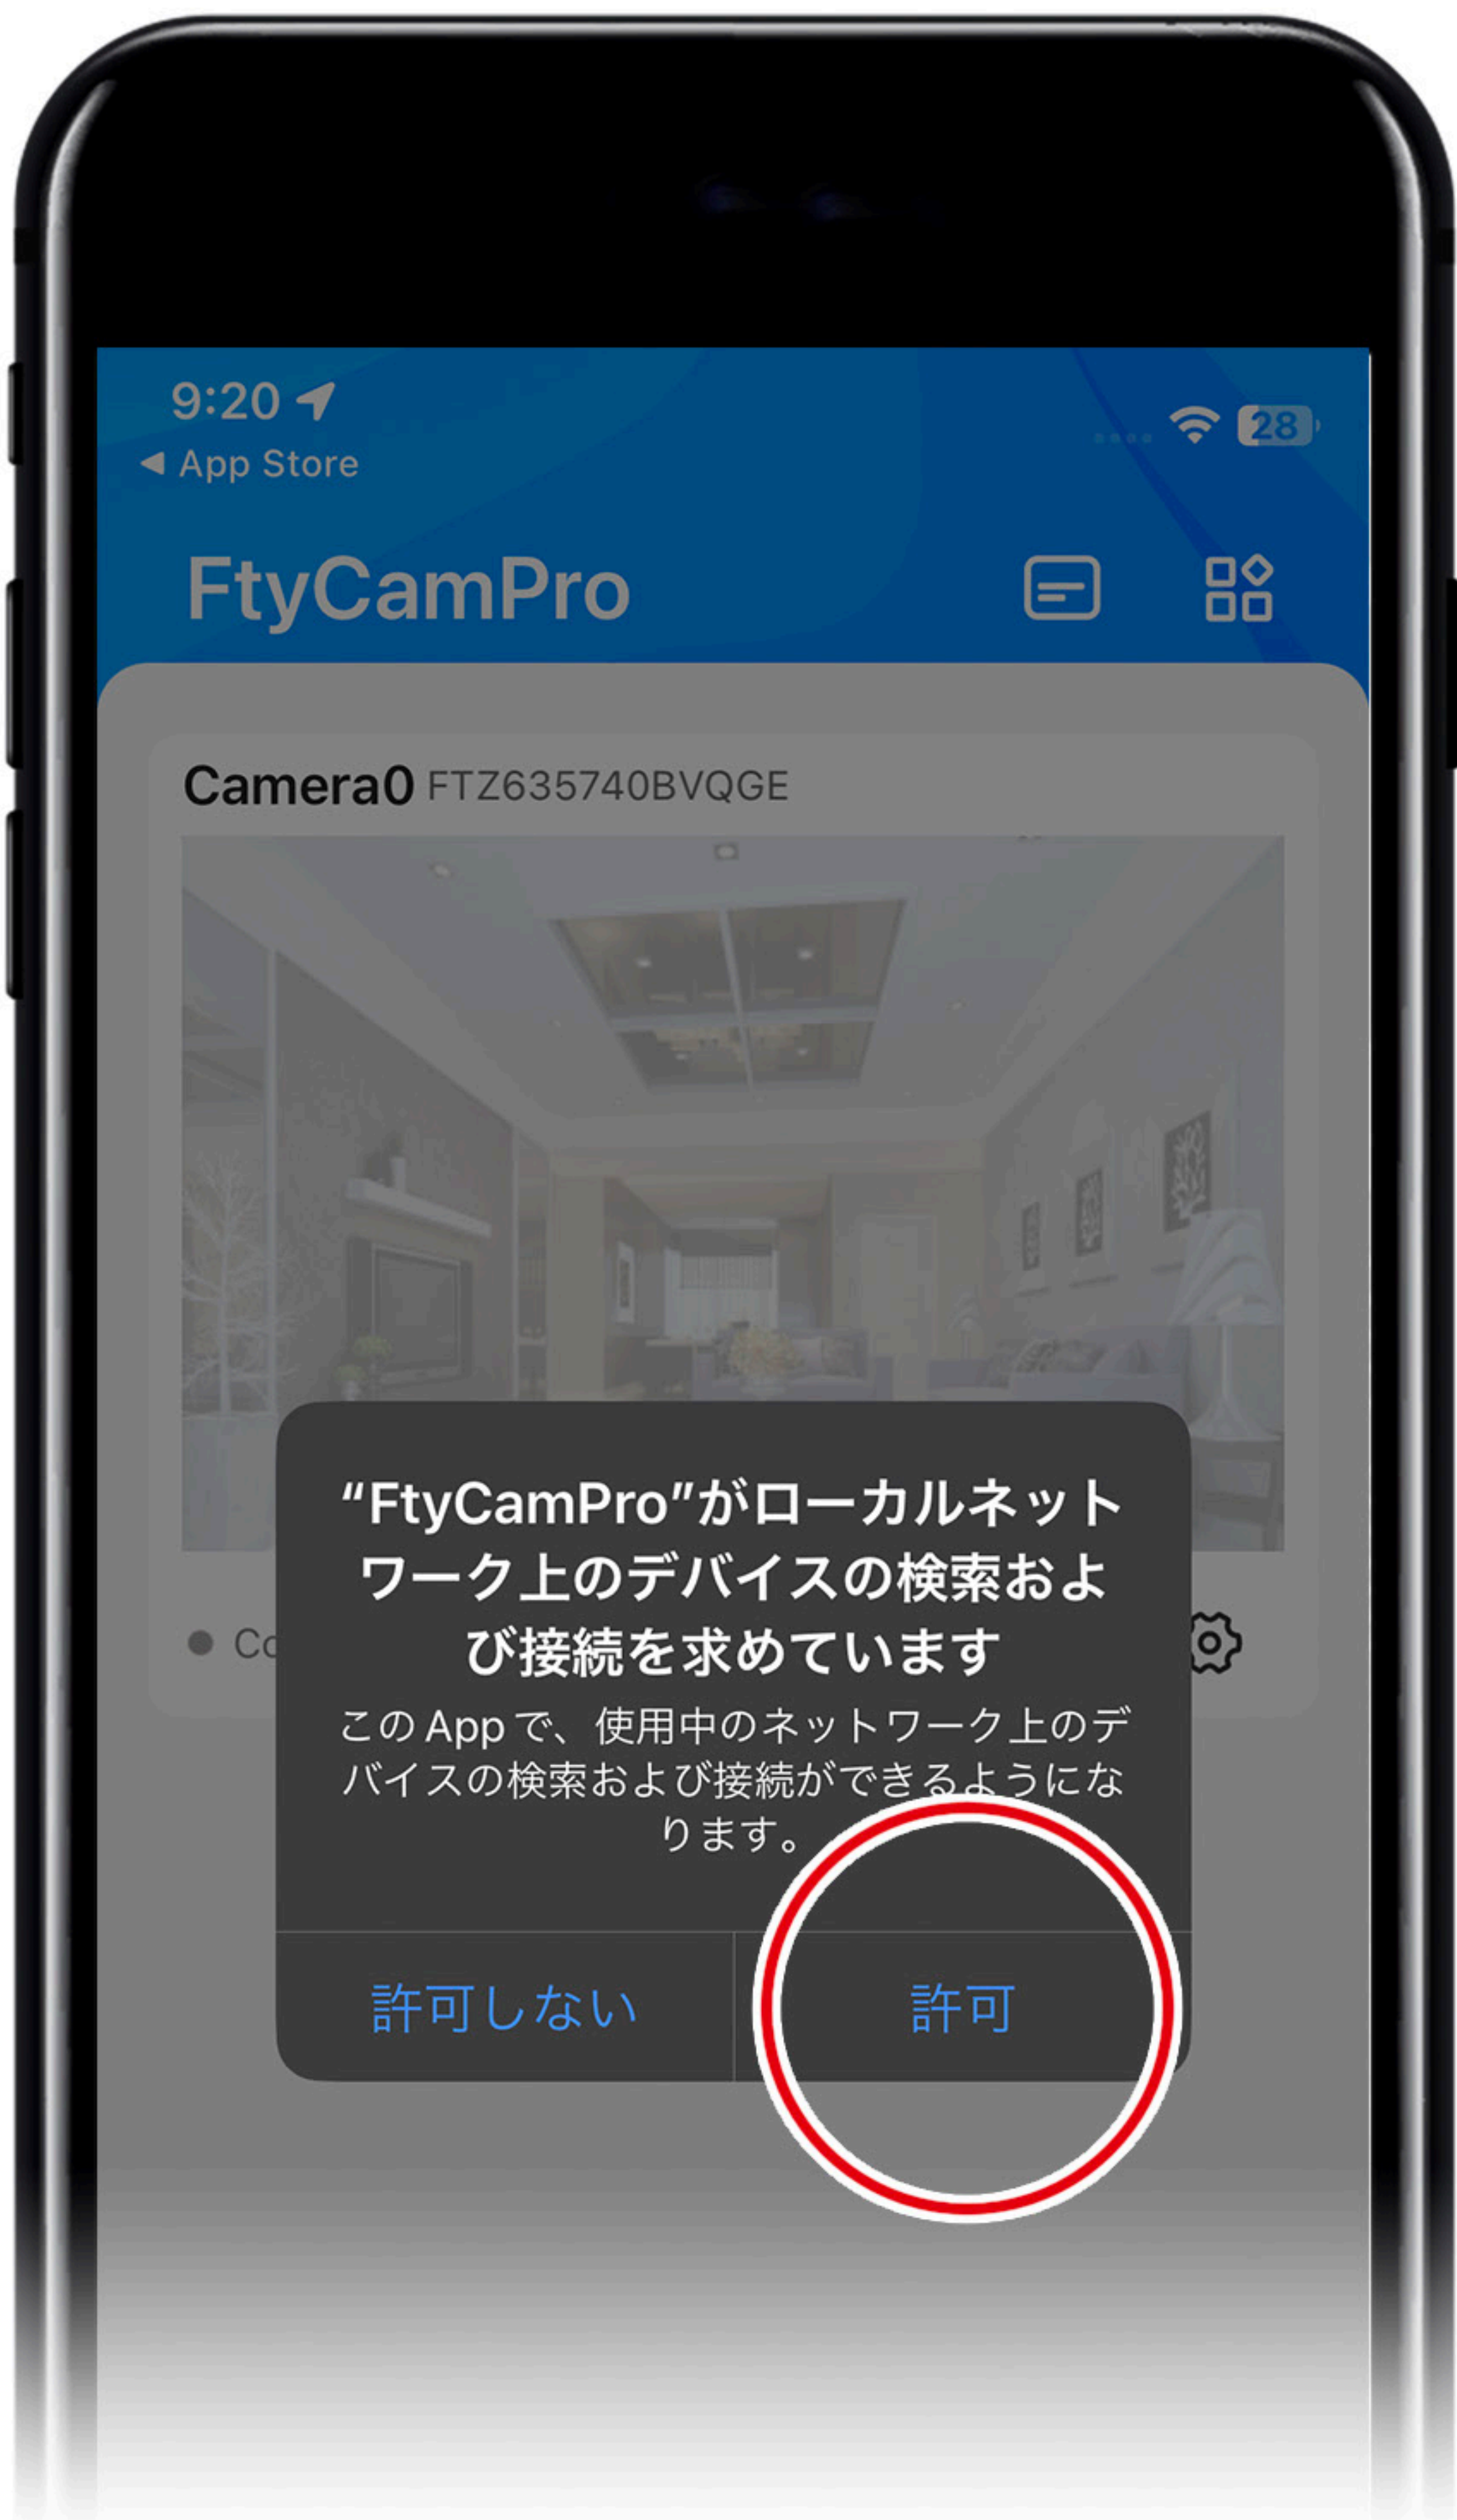 9:20
28
◀ App Store
FtyCamPro
Camera0 FTZ635740BVQGE
“FtyCamPro”がローカルネット
ワーク上のデバイスの検索およ
び接続を求めています
このAppで、使用中のネットワーク上のデ
バイスの検索および接続ができるようにな
ります。
許可しない
許可